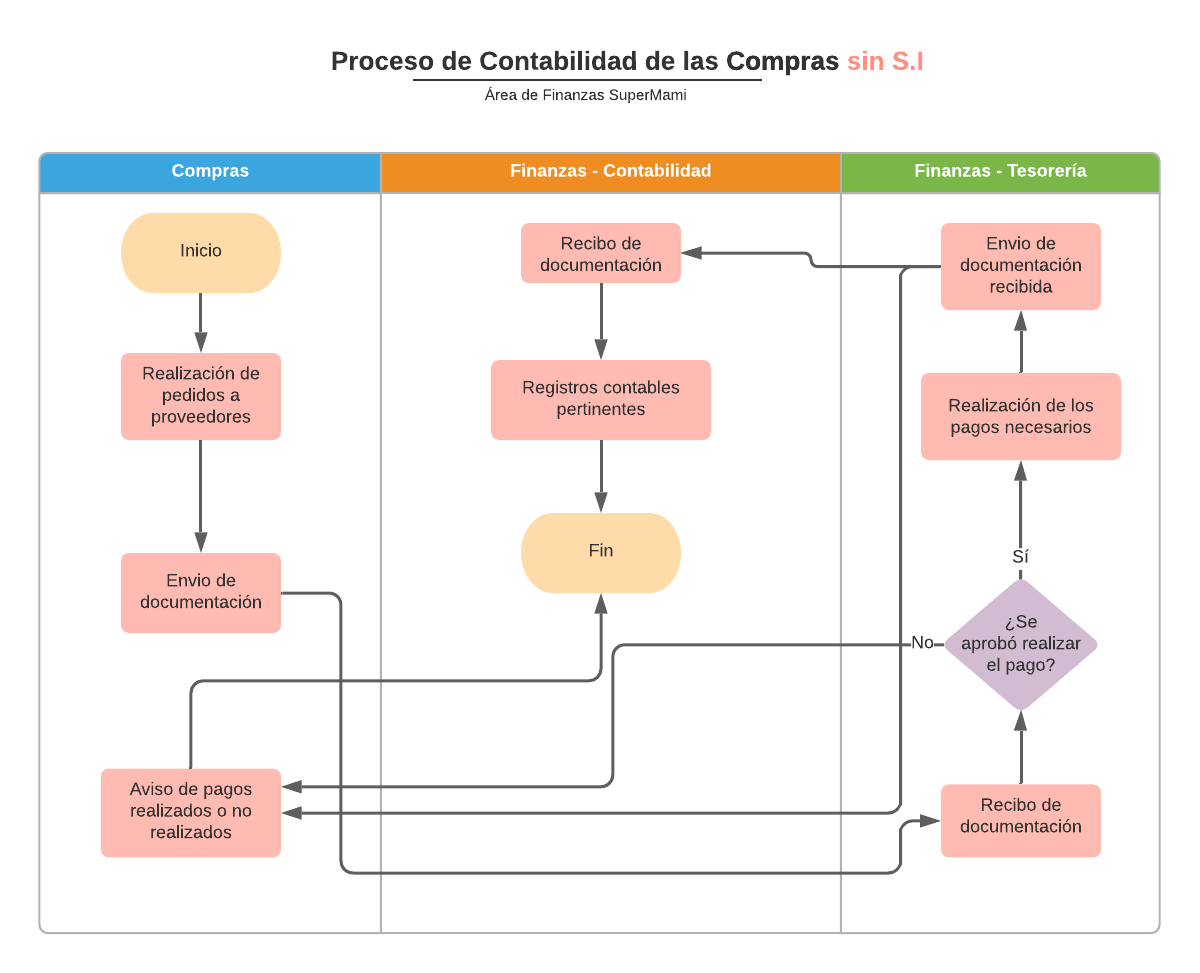 Proceso de Contabilidad de las Compras sin S.I
Área de Finanzas SuperMami
Compras
Finanzas - Contabilidad
Finanzas - Tesorería
Inicio
Realización de
pedidos a
proveedores
Envio de
documentación
Aviso de pagos
realizados o no
realizados
Recibo de
documentación
Registros contables
pertinentes
Fin
Envio de
documentación
recibida
Realización de los
pagos necesarios
Sí
¿Se
aprobó realizar
el pago?
No
Recibo de
documentación